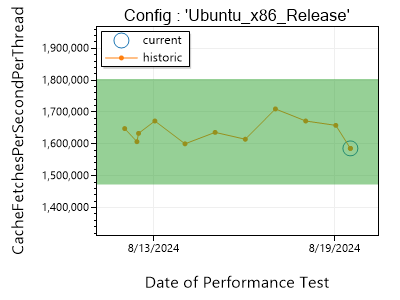 Config : 'Ubuntu_x86_Release'
CacheFetchesPerSecondPerThread
current
historic
1,900,000
1,800,000
1,700,000
1,600,000
1,500,000
1,400,000
8/13/2024
8/19/2024
Date of Performance Test